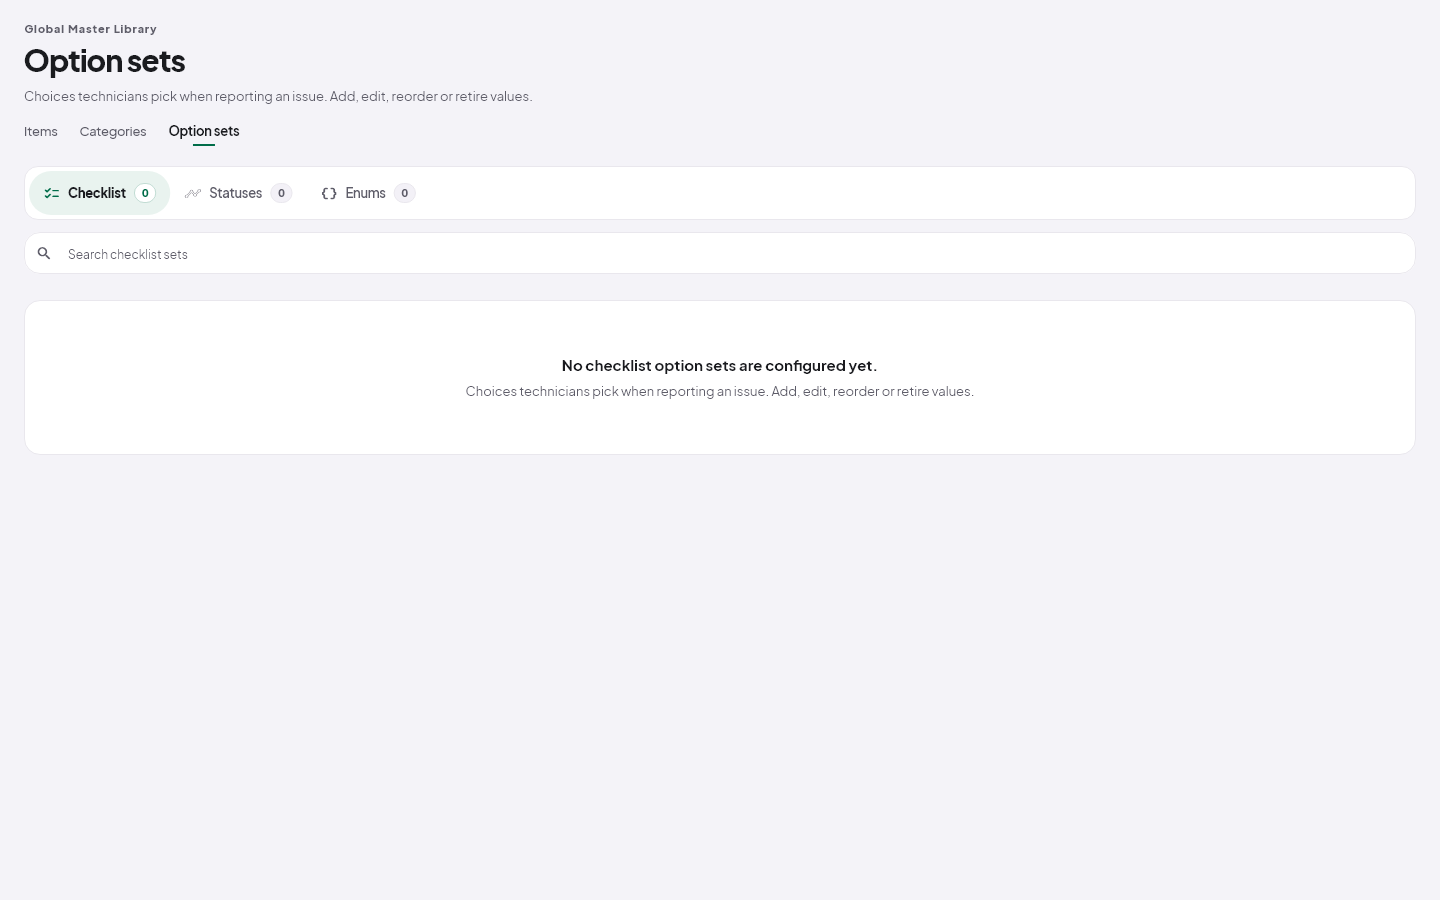 Global Master Library
Option sets
Choices technicians pick when reporting an issue. Add, edit, reorder or retire values.
Items Categories Option sets
Checklist 0 Statuses 0 Enums 0
Search checklist sets
No checklist option sets are configured yet.
Choices technicians pick when reporting an issue. Add, edit, reorder or retire values.